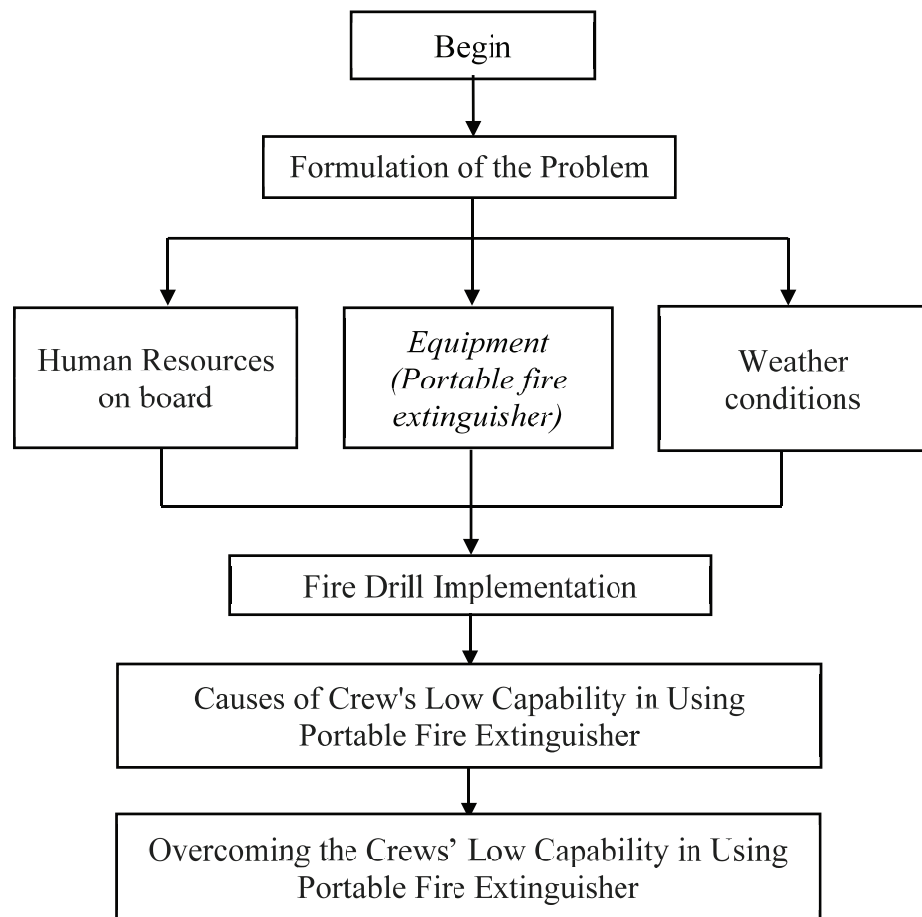 Begin
Formulation of the Problem
Human Resources
on board
Equipment
(Portable fire
extinguisher)
Weather
conditions
Fire Drill Implementation
Causes of Crew's Low Capability in Using
Portable Fire Extinguisher
Overcoming the Crews’ Low Capability in Using
Portable Fire Extinguisher